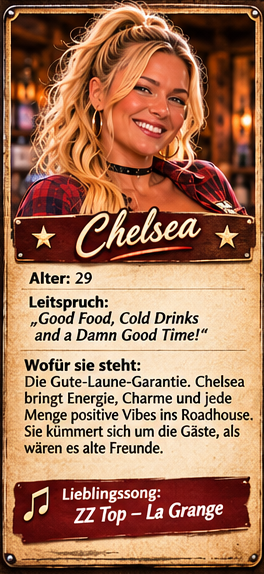 Chelsea
Alter: 29
Leitspruch:
„Good Food, Cold Drinks
and a Damn Good Time!“
Wofür sie steht:
Die Gute-Laune-Garantie. Chelsea
bringt Energie, Charme und jede
Menge positive Vibes ins Roadhouse.
Sie kümmert sich um die Gäste, als
wären es alte Freunde.
Lieblingssong:
ZZ Top – La Grange